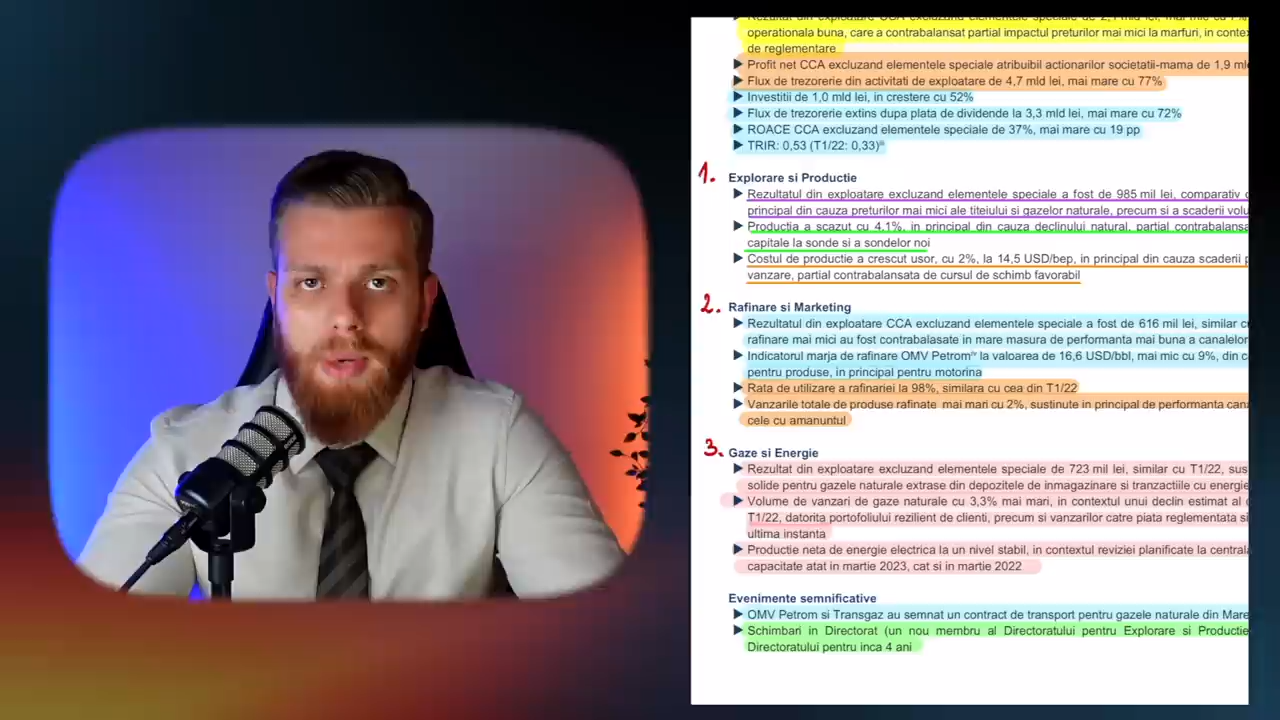 operationala buna, care a contrabalansat partial impactul preturilor mai mici la marfuri, in
de reglementare
Profit net CCA excluzand elementele speciale atribuibil actionarilor societatii-mama de 1,9
Flux de trezorerie din activitati de exploatare de 4,7 mld lei, mai mare cu 77%
Investitii de 1,0 mld lei, in crestere cu 52%
Flux de trezorerie extins dupa plata de dividende la 3,3 mld lei, mai mare cu 72%
ROACE CCA excluzand elementele speciale de 37%, mai mare cu 19 pp
TRIR: 0,53 (T1/22: 0,33)
1. Explorare si Productie
Rezultatul din exploatare excluzand elementele speciale a fost de 985 mil lei, comparativ
principal din cauza preturilor mai mici ale titeiului si gazelor naturale, precum si a scaderii
Productia a scazut cu 4,1%, in principal din cauza declinului natural, partial
capitale la sonde si a sondelor noi
Costul de productie a crescut usor, cu 2%, la 14,5 USD/bep, in principal din cauza scaderii
vanzare, partial contrabalansata de cursul de schimb favorabil
2. Rafinare si Marketing
Rezultatul din exploatare CCA excluzand elementele speciale a fost de 616 mil lei, similar
rafinare mai mici au fost contrabalasate in mare masura de performanta mai buna a canalelor
Indicatorul marja de rafinare OMV Petrom la valoarea de 16,6 USD/bbl, mai mic cu 9%, din
pentru produse, in principal pentru motorina
Rata de utilizare a rafinariei la 98%, similara cu cea din T1/22
Vanzarile totale de produse rafinate mai mari cu 2%, sustinute in principal de performanta
cele cu amanuntul
3. Gaze si Energie
Rezultat din exploatare excluzand elementele speciale de 723 mil lei, similar cu T1/22,
solide pentru gazele naturale extrase din depozitele de inmagazinare si tranzactiile cu energie
Volume de vanzari de gaze naturale cu 3,3% mai mari, in contextul unui declin estimat al
T1/22, datorita portofoliului rezilient de clienti, precum si vanzarilor catre piata reglementata si
ultima instanta
Productie neta de energie electrica la un nivel stabil, in contextul reviziei planificate la
capacitate atat in martie 2023, cat si in martie 2022
Evenimente semnificative
OMV Petrom si Transgaz au semnat un contract de transport pentru gazele naturale din
Schimbari in Directorat (un nou membru al Directoratului pentru Explorare si Productie
Directoratului pentru inca 4 ani